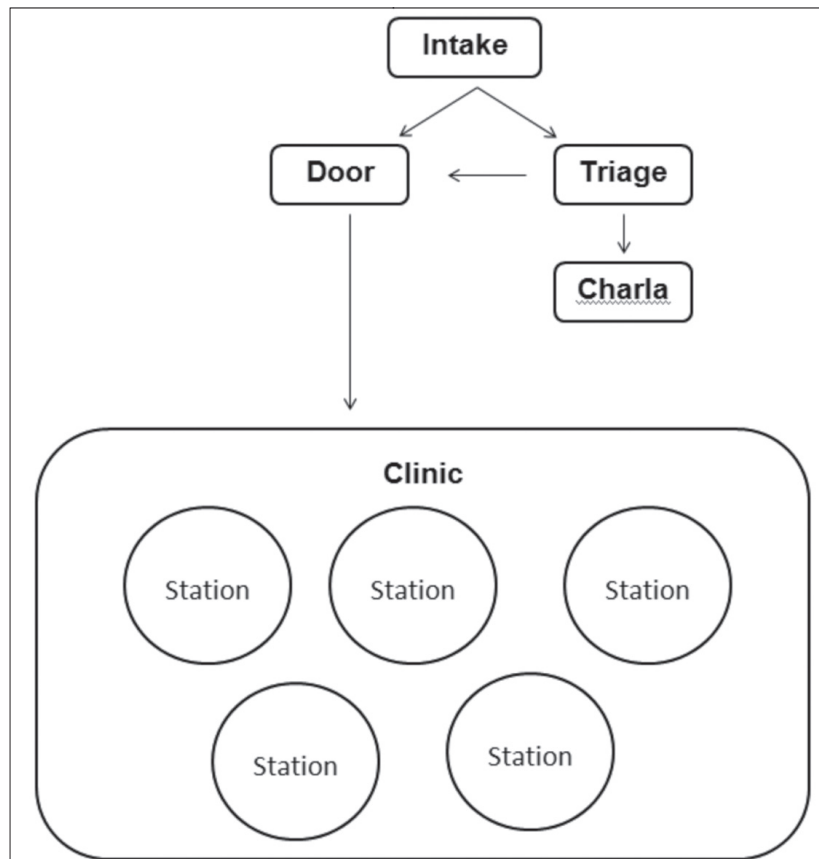 Intake
Door
Triage
Charla
Clinic
Station
Station
Station
Station
Station